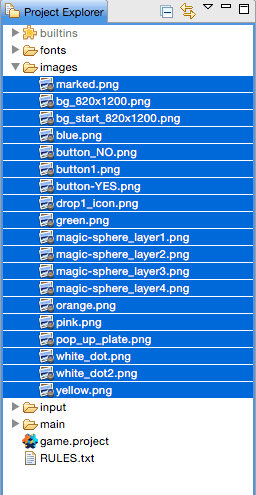 Project Explorer
builtins
fonts
images
marked.png
bg_820x1200.png
bg_start_820x1200.png
blue.png
button_NO.png
button1.png
button-YES.png
drop1_icon.png
green.png
magic-sphere_layer1.png
magic-sphere_layer2.png
magic-sphere_layer3.png
magic-sphere_layer4.png
orange.png
pink.png
pop_up_plate.png
white_dot.png
white_dot2.png
yellow.png
input
main
game.project
RULES.txt